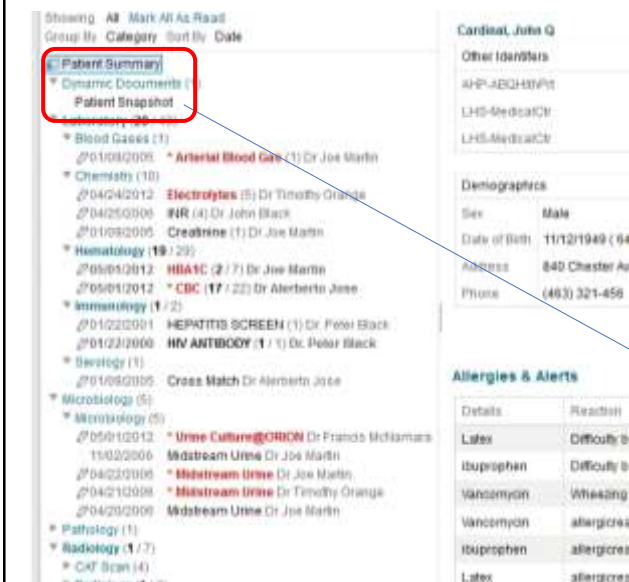 Showing All Mark All As Read
Group By Category Sort By Date
Patient Summary
Dynamic Documents (1)
Patient Snapshot
Blood Gases (1)
01/09/2005 * Arterial Blood Gas (1) Dr Joe Martin
Chemistry (10)
04/24/2012 Electrolytes (5) Dr Timothy Orange
04/25/2006 INR (4) Dr John Black
01/09/2005 Creatinine (1) Dr Joe Martin
Hematology (19 / 29)
05/01/2012 HBA1C (2 / 7) Dr Joe Martin
05/01/2012 * CBC (17 / 22) Dr Alerberto Jose
Immunology (1 / 2)
01/22/2001 HEPATITIS SCREEN (1) Dr. Peter Black
01/22/2000 HIV ANTIBODY (1 / 1) Dr. Peter Black
Serology (1)
01/09/2005 Cross Match Dr Alerberto Jose
Microbiology (5)
Microbiology (5)
05/01/2012 * Urine Culture@ORION Dr Francis McNamara
11/02/2006 Midstream Urine Dr Joe Martin
04/22/2006 * Midstream Urine Dr Joe Martin
04/21/2006 * Midstream Urine Dr Timothy Orange
04/20/2006 Midstream Urine Dr Joe Martin
Pathology (1)
Radiology (1 / 7)
CAT Scan (4)
Cardinal, John Q
Other Identifiers
LHS-MedicalCtr
LHS-MedicalCtr
Demographics
Sex Male
Date of Birth 11/12/1949 ( 64
Address 840 Chester Av
Phone (463) 321-456
Allergies & Alerts
Details Reaction
Latex Difficulty b
Ibuprophen Difficulty b
Vancomycin Wheezing
Vancomycin allergicrea
Ibuprophen allergicrea
Latex allergicrea